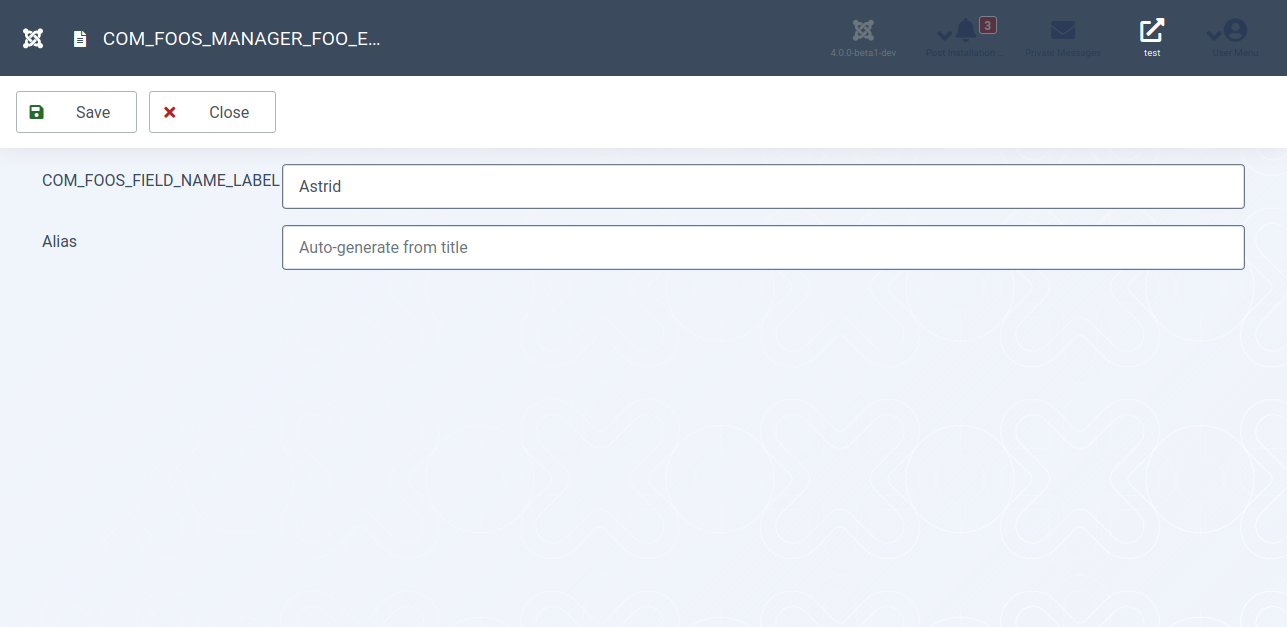 COM_FOOS_MANAGER_FOO_E...
3
4.0.0-beta1-dev
Post Installation ...
Private Messages
test
User Menu
Save
Close
COM_FOOS_FIELD_NAME_LABEL
Astrid
Alias
Auto-generate from title